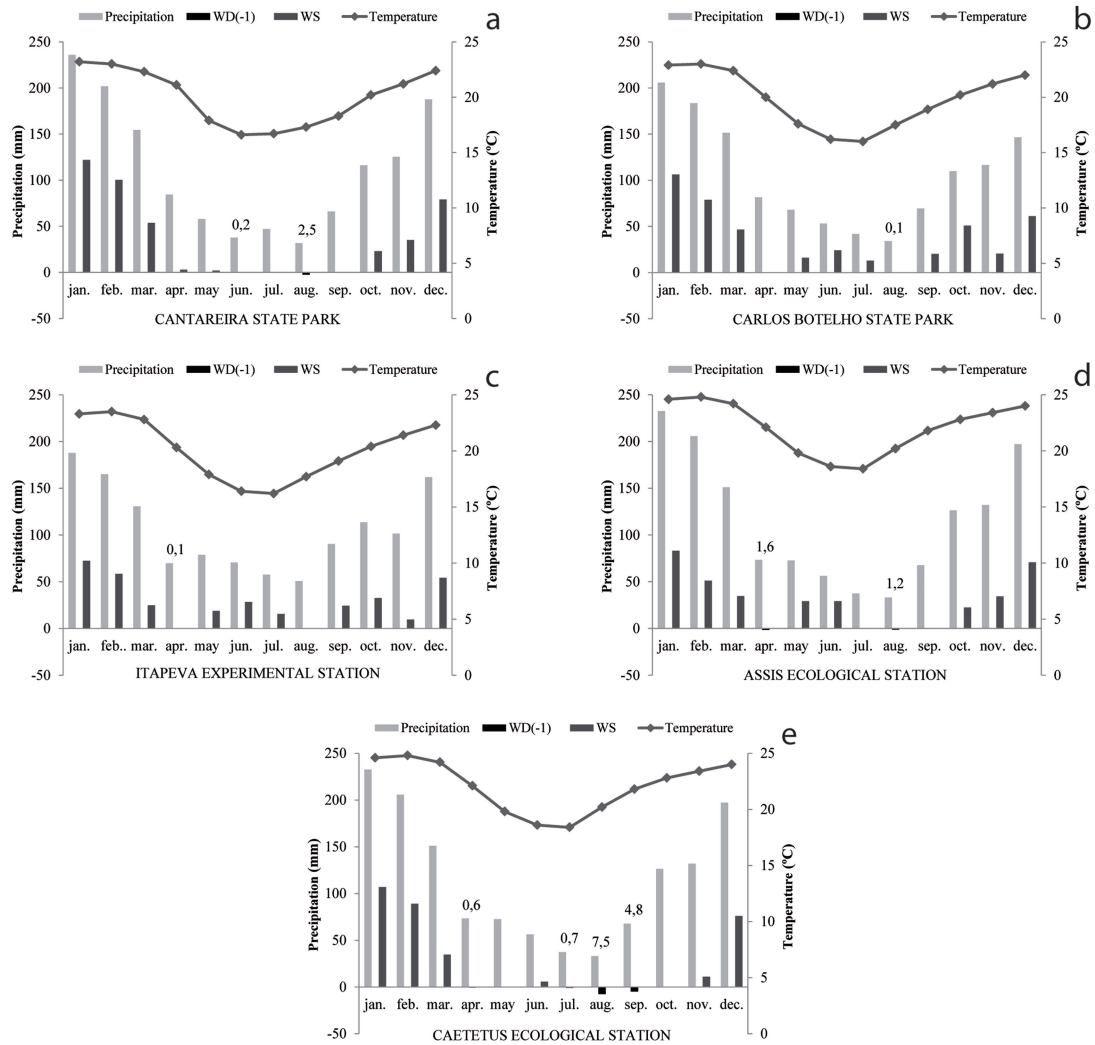 Precipitation WD(-1) WS Temperature
a
250 25
200 20
150 15
100 10
50 5
0 0
-50
Precipitation (mm)
Temperature (ºC)
0,2 2,5
jan. feb. mar. apr. may jun. jul. aug. sep. oct. nov. dec.
CANTAREIRA STATE PARK
Precipitation WD(-1) WS Temperature
b
250 25
200 20
150 15
100 10
50 5
0 0
-50
Precipitation (mm)
Temperature (ºC)
0,1
jan. feb. mar. apr. may jun. jul. aug. sep. oct. nov. dec.
CARLOS BOTELHO STATE PARK
Precipitation WD(-1) WS Temperature
c
250 25
200 20
150 15
100 10
50 5
0 0
-50
Precipitation (mm)
Temperature (ºC)
0,1
jan. feb.. mar. apr. may jun. jul. aug. sep. oct. nov. dec.
ITAPEVA EXPERIMENTAL STATION
Precipitation WD(-1) WS Temperature
d
250 25
200 20
150 15
100 10
50 5
0 0
-50
Precipitation (mm)
Temperature (ºC)
1,6 1,2
jan. feb. mar. apr. may jun. jul. aug. sep. oct. nov. dec.
ASSIS ECOLOGICAL STATION
Precipitation WD(-1) WS Temperature
e
250 25
200 20
150 15
100 10
50 5
0 0
-50
Precipitation (mm)
Temperature (ºC)
0,6 0,7 7,5 4,8
jan. feb. mar. apr. may jun. jul. aug. sep. oct. nov. dec.
CAETETUS ECOLOGICAL STATION